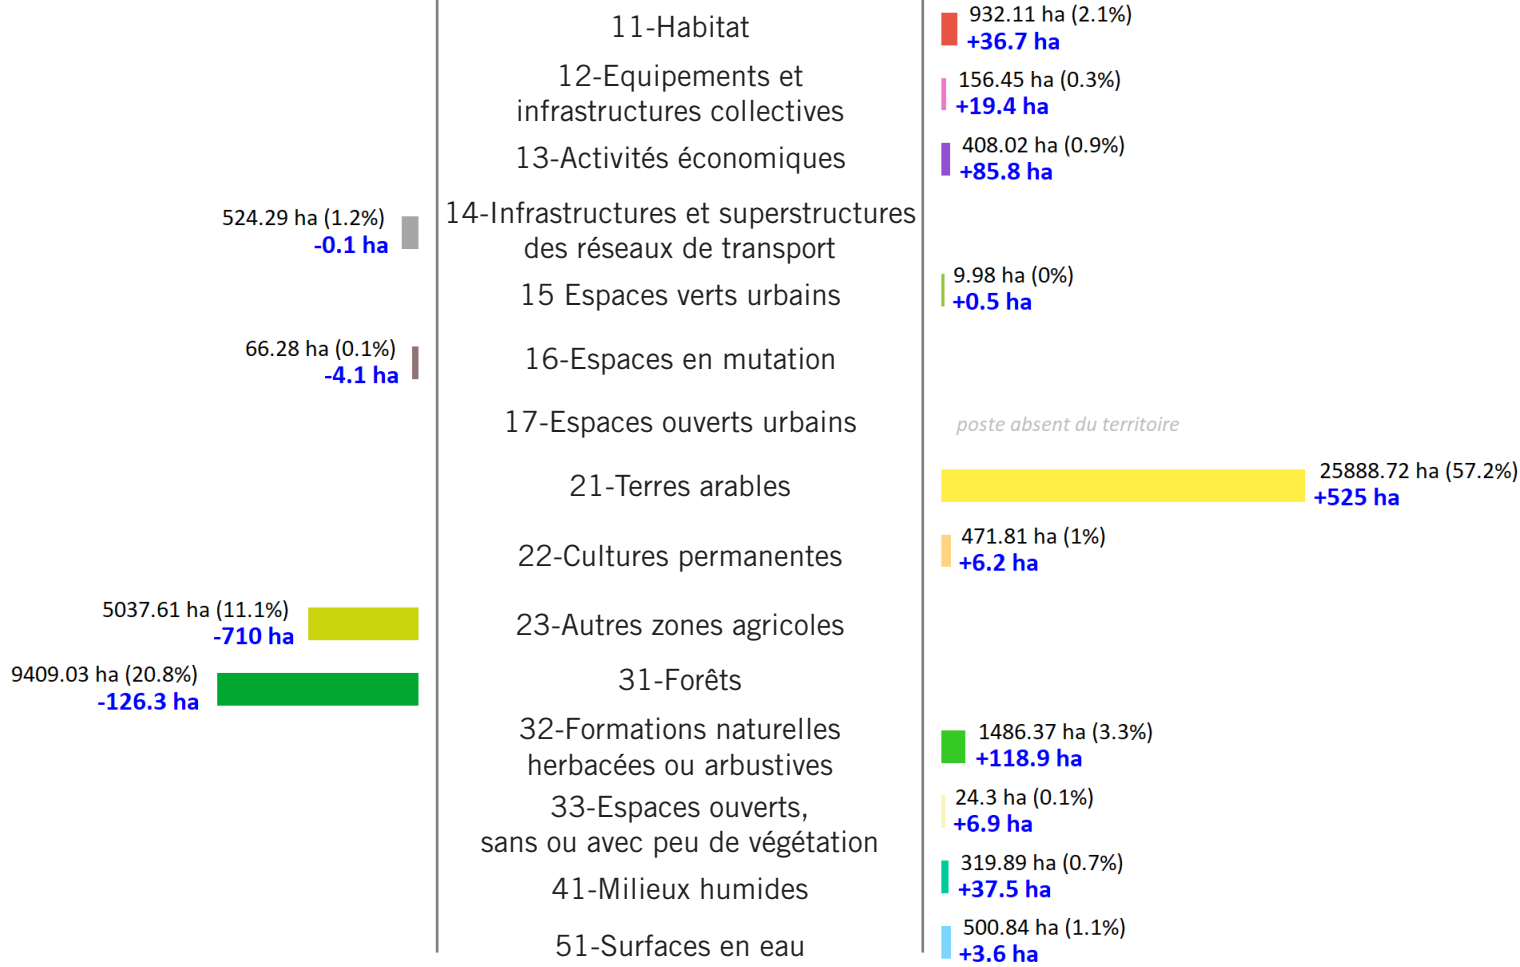 11-Habitat
932.11 ha (2.1%)
+36.7 ha
12-Equipements et
infrastructures collectives
156.45 ha (0.3%)
+19.4 ha
13-Activités économiques
408.02 ha (0.9%)
+85.8 ha
524.29 ha (1.2%)
-0.1 ha
14-Infrastructures et superstructures
des réseaux de transport
15 Espaces verts urbains
9.98 ha (0%)
+0.5 ha
66.28 ha (0.1%)
-4.1 ha
16-Espaces en mutation
17-Espaces ouverts urbains
poste absent du territoire
21-Terres arables
25888.72 ha (57.2%)
+525 ha
22-Cultures permanentes
471.81 ha (1%)
+6.2 ha
5037.61 ha (11.1%)
-710 ha
23-Autres zones agricoles
9409.03 ha (20.8%)
-126.3 ha
31-Forêts
32-Formations naturelles
herbacées ou arbustives
1486.37 ha (3.3%)
+118.9 ha
33-Espaces ouverts,
sans ou avec peu de végétation
24.3 ha (0.1%)
+6.9 ha
41-Milieux humides
319.89 ha (0.7%)
+37.5 ha
51-Surfaces en eau
500.84 ha (1.1%)
+3.6 ha